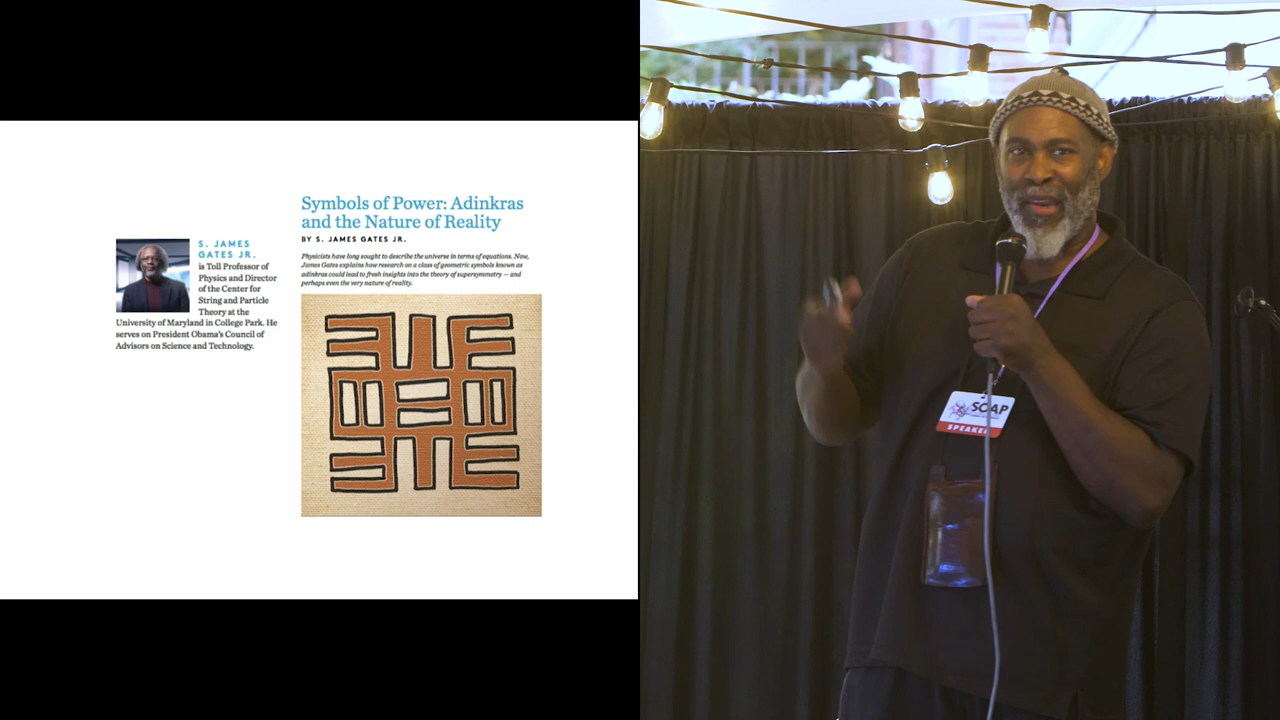 S. JAMES
GATES JR.
is Toll Professor of
Physics and Director
of the Center for
String and Particle
Theory at the
University of Maryland in College Park. He
serves on President Obama's Council of
Advisors on Science and Technology.
Symbols of Power: Adinkras
and the Nature of Reality
BY S. JAMES GATES JR.
Physicists have long sought to describe the universe in terms of equations. Now,
James Gates explains how research on a class of geometric symbols known as
adinkras could lead to fresh insights into the theory of supersymmetry — and
perhaps even the very nature of reality.
SOAP
SPEAKER